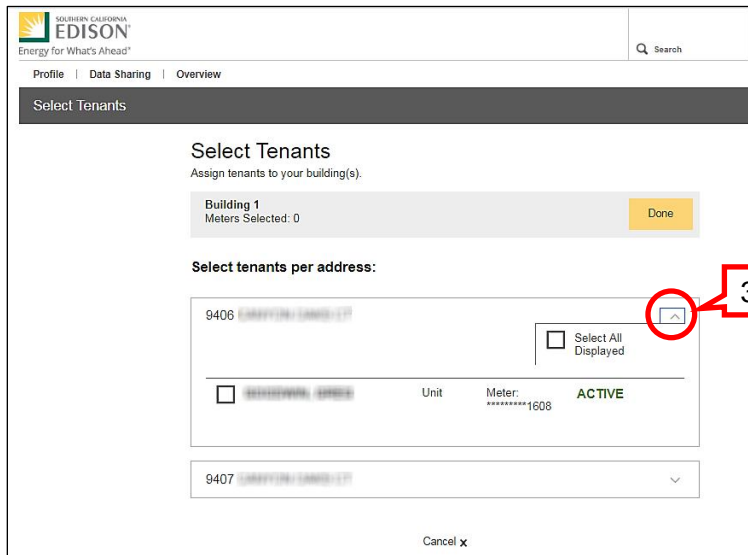 SOUTHERN CALIFORNIA
EDISON®
Energy for What's Ahead®
Search
Profile | Data Sharing | Overview
Select Tenants
Select Tenants
Assign tenants to your building(s).
Building 1
Meters Selected: 0
Done
Select tenants per address:
9406
3
Select All
Displayed
Unit
Meter:
*********1608
ACTIVE
9407
Cancel x